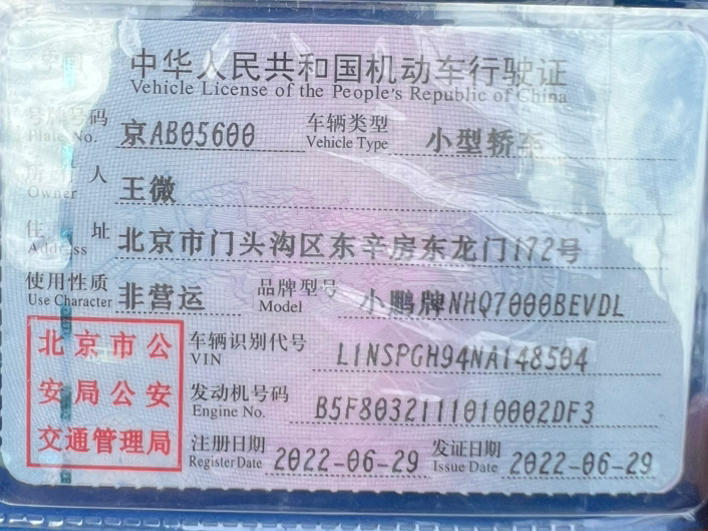 中华人民共和国机动车行驶证
Vehicle License of the People's Republic of China
号牌号码 京AB05600 车辆类型 小型轿车
Plate No. Vehicle Type
所有人 王微
Owner
住址 北京市门头沟区东辛房东龙门172号
Address
使用性质 非营运 品牌型号 小鹏牌NHQ7000BEVDL
Use Character Model
北京市公 车辆识别代号 L1NSPGH94NA148504
VIN
安局公安 发动机号码 B5F8032111010002DF3
Engine No.
交通管理局 注册日期 2022-06-29 发证日期 2022-06-29
Register Date Issue Date